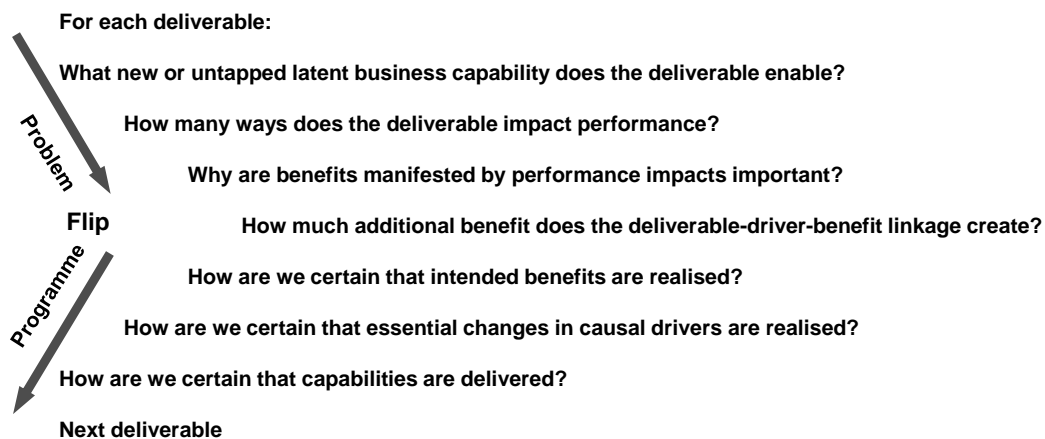 For each deliverable:
What new or untapped latent business capability does the deliverable enable?
How many ways does the deliverable impact performance?
Problem
Why are benefits manifested by performance impacts important?
Flip
How much additional benefit does the deliverable-driver-benefit linkage create?
How are we certain that intended benefits are realised?
Programme
How are we certain that essential changes in causal drivers are realised?
How are we certain that capabilities are delivered?
Next deliverable